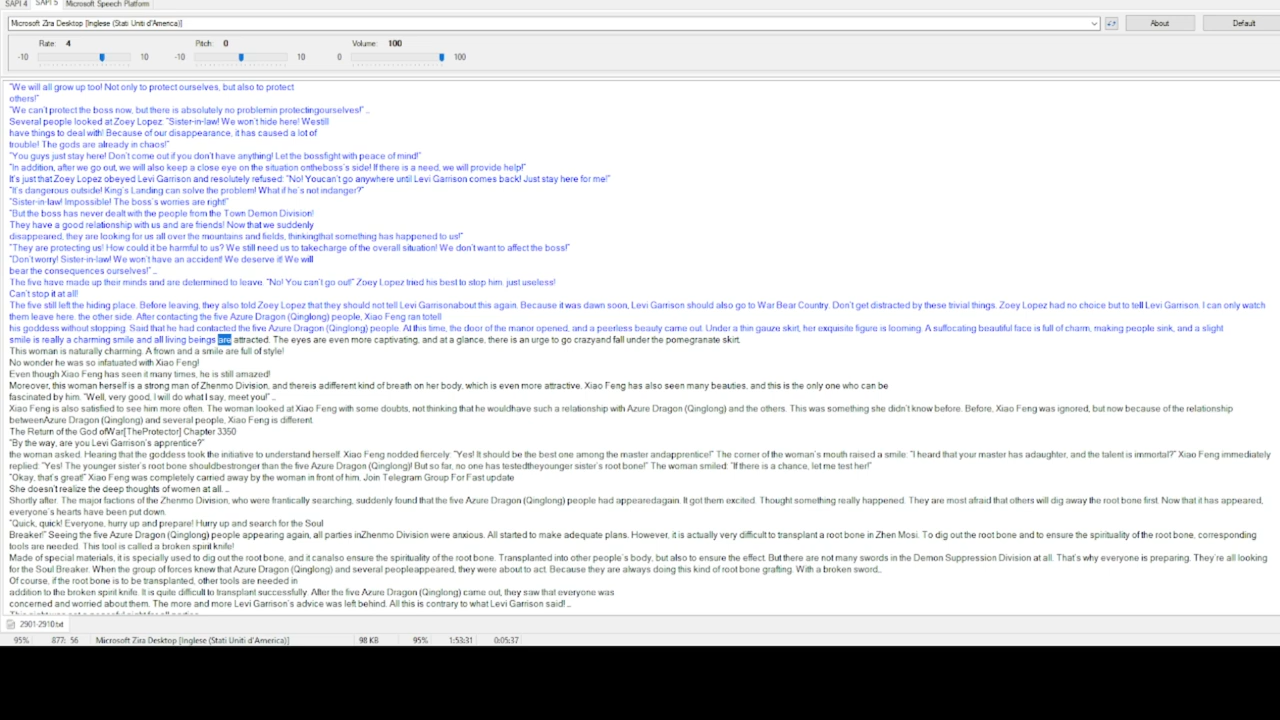 SAPI 4 SAPI 5 Microsoft Speech Platform
Microsoft Zira Desktop [Inglese (Stati Uniti d'America)]
About
Default
Rate: 4 Pitch: 0 Volume: 100
-10 10 -10 10 0 100
"We will all grow up too! Not only to protect ourselves, but also to protect
others!"
"We can't protect the boss now, but there is absolutely no problemin protectingourselves!" ..
Several people looked at Zoey Lopez: "Sister-in-law! We won't hide here! Westill
have things to deal with! Because of our disappearance, it has caused a lot of
trouble! The gods are already in chaos!"
"You guys just stay here! Don't come out if you don't have anything! Let the bossfight with peace of mind!"
"In addition, after we go out, we will also keep a close eye on the situation ontheboss's side! If there is a need, we will provide help!"
It's just that Zoey Lopez obeyed Levi Garrison and resolutely refused: "No! Youcan't go anywhere until Levi Garrison comes back! Just stay here for me!"
"It's dangerous outside! King's Landing can solve the problem! What if he's not indanger?"
"Sister-in-law! Impossible! The boss's worries are right!"
"But the boss has never dealt with the people from the Town Demon Division!
They have a good relationship with us and are friends! Now that we suddenly
disappeared, they are looking for us all over the mountains and fields, thinkingthat something has happened to us!"
"They are protecting us! How could it be harmful to us? We still need us to takecharge of the overall situation! We don't want to affect the boss!"
"Don't worry! Sister-in-law! We won't have an accident! We deserve it! We will
bear the consequences ourselves!" ..
The five have made up their minds and are determined to leave. "No! You can't go out!" Zoey Lopez tried his best to stop him. just useless!
Can't stop it at all!
The five still left the hiding place. Before leaving, they also told Zoey Lopez that they should not tell Levi Garrisonabout this again. Because it was dawn soon, Levi Garrison should also go to War Bear Country. Don't get distracted by these trivial things. Zoey Lopez had no choice but to tell Levi Garrison. I can only watch
them leave here. the other side. After contacting the five Azure Dragon (Qinglong) people, Xiao Feng ran totell
his goddess without stopping. Said that he had contacted the five Azure Dragon (Qinglong) people. At this time, the door of the manor opened, and a peerless beauty came out. Under a thin gauze skirt, her exquisite figure is looming. A suffocating beautiful face is full of charm, making people sink, and a slight
smile is really a charming smile and all living beings are attracted. The eyes are even more captivating, and at a glance, there is an urge to go crazyand fall under the pomegranate skirt.
This woman is naturally charming. A frown and a smile are full of style!
No wonder he was so infatuated with Xiao Feng!
Even though Xiao Feng has seen it many times, he is still amazed!
Moreover, this woman herself is a strong man of Zhenmo Division, and thereis adifferent kind of breath on her body, which is even more attractive. Xiao Feng has also seen many beauties, and this is the only one who can be
fascinated by him. "Well, very good, I will do what I say, meet you!" ..
Xiao Feng is also satisfied to see him more often. The woman looked at Xiao Feng with some doubts, not thinking that he wouldhave such a relationship with Azure Dragon (Qinglong) and the others. This was something she didn't know before. Before, Xiao Feng was ignored, but now because of the relationship
betweenAzure Dragon (Qinglong) and several people, Xiao Feng is different.
The Return of the God ofWar[TheProtector] Chapter 3350
"By the way, are you Levi Garrison's apprentice?"
the woman asked. Hearing that the goddess took the initiative to understand herself. Xiao Feng nodded fiercely: "Yes! It should be the best one among the master andapprentice!" The corner of the woman's mouth raised a smile: "I heard that your master has adaughter, and the talent is immortal?" Xiao Feng immediately
replied: "Yes! The younger sister's root bone shouldbestronger than the five Azure Dragon (Qinglong)! But so far, no one has testedtheyounger sister's root bone!" The woman smiled: "If there is a chance, let me test her!"
"Okay, that's great!" Xiao Feng was completely carried away by the woman in front of him. Join Telegram Group For Fast update
She doesn't realize the deep thoughts of women at all. ..
Shortly after. The major factions of the Zhenmo Division, who were frantically searching, suddenly found that the five Azure Dragon (Qinglong) people had appearedagain. It got them excited. Thought something really happened. They are most afraid that others will dig away the root bone first. Now that it has appeared,
everyone's hearts have been put down.
"Quick, quick! Everyone, hurry up and prepare! Hurry up and search for the Soul
Breaker!" Seeing the five Azure Dragon (Qinglong) people appearing again, all parties inZhenmo Division were anxious. All started to make adequate plans. However, it is actually very difficult to transplant a root bone in Zhen Mosi. To dig out the root bone and to ensure the spirituality of the root bone, corresponding
tools are needed. This tool is called a broken spirit knife!
Made of special materials, it is specially used to dig out the root bone, and it canalso ensure the spirituality of the root bone. Transplanted into other people's body, but also to ensure the effect. But there are not many swords in the Demon Suppression Division at all. That's why everyone is preparing. They're all looking
for the Soul Breaker. When the group of forces knew that Azure Dragon (Qinglong) and several peopleappeared, they were about to act. Because they are always doing this kind of root bone grafting. With a broken sword..
Of course, if the root bone is to be transplanted, other tools are needed in
addition to the broken spirit knife. It is quite difficult to transplant successfully. After the five Azure Dragon (Qinglong) came out, they saw that everyone was
concerned and worried about them. The more and more Levi Garrison's advice was left behind. All this is contrary to what Levi Garrison said! ..
2901-2910.txt
95% 877: 56 Microsoft Zira Desktop [Inglese (Stati Uniti d'America)] 98 KB 95% 1:53:31 0:05:37